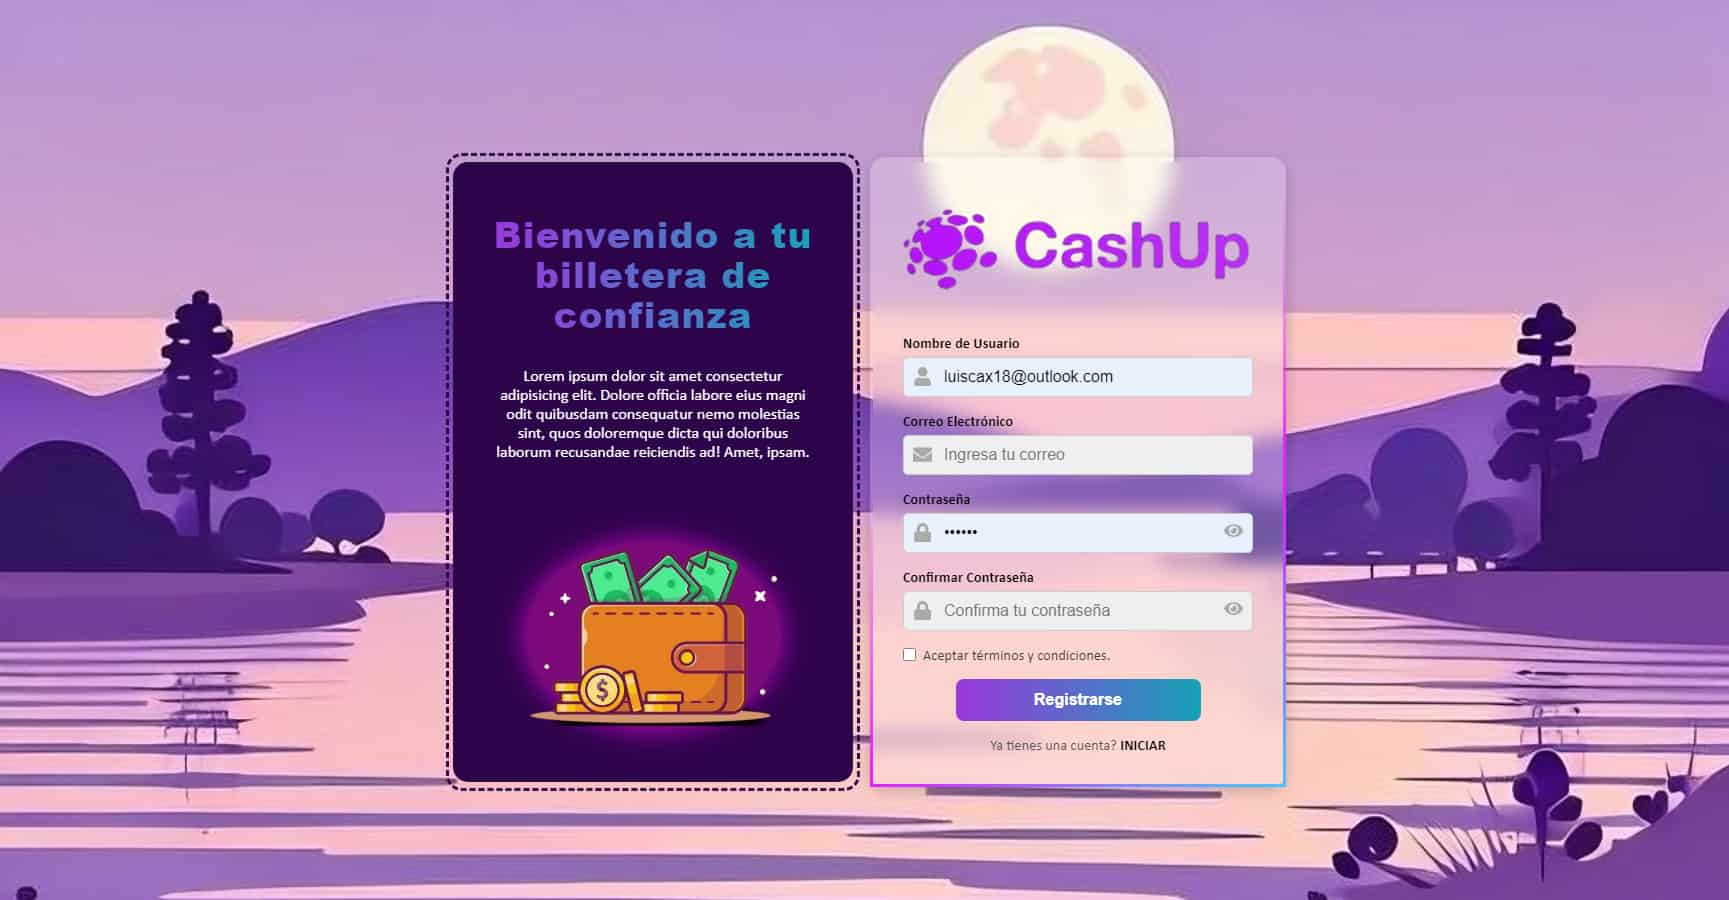 Bienvenido a tu
billetera de
confianza
Lorem ipsum dolor sit amet consectetur
adipisicing elit. Dolore officia labore eius magni
odit quibusdam consequatur nemo molestias
sint, quos doloremque dicta qui doloribus
laborum recusandae reiciendis ad! Amet, ipsam.
$
CashUp
Nombre de Usuario
luiscax18@outlook.com
Correo Electrónico
Ingresa tu correo
Contraseña
••••••
Confirmar Contraseña
Confirma tu contraseña
Aceptar términos y condiciones.
Registrarse
Ya tienes una cuenta? INICIAR